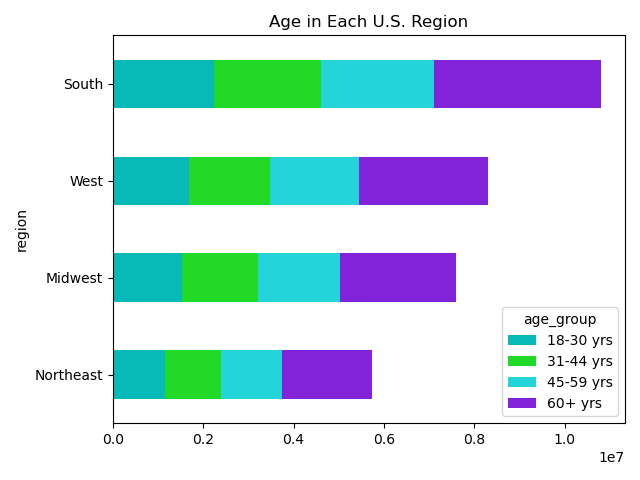 Age in Each U.S. Region
South
West
Midwest
Northeast
region
age_group
18-30 yrs
31-44 yrs
45-59 yrs
60+ yrs
0.0 0.2 0.4 0.6 0.8 1.0
1e7